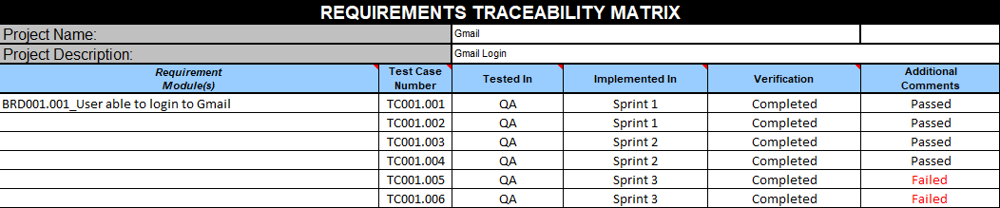 REQUIREMENTS TRACEABILITY MATRIX
Project Name: Gmail
Project Description: Gmail Login
Requirement Module(s) Test Case Number Tested In Implemented In Verification Additional Comments
BRD001.001_User able to login to Gmail TC001.001 QA Sprint 1 Completed Passed
TC001.002 QA Sprint 1 Completed Passed
TC001.003 QA Sprint 2 Completed Passed
TC001.004 QA Sprint 2 Completed Passed
TC001.005 QA Sprint 3 Completed Failed
TC001.006 QA Sprint 3 Completed Failed